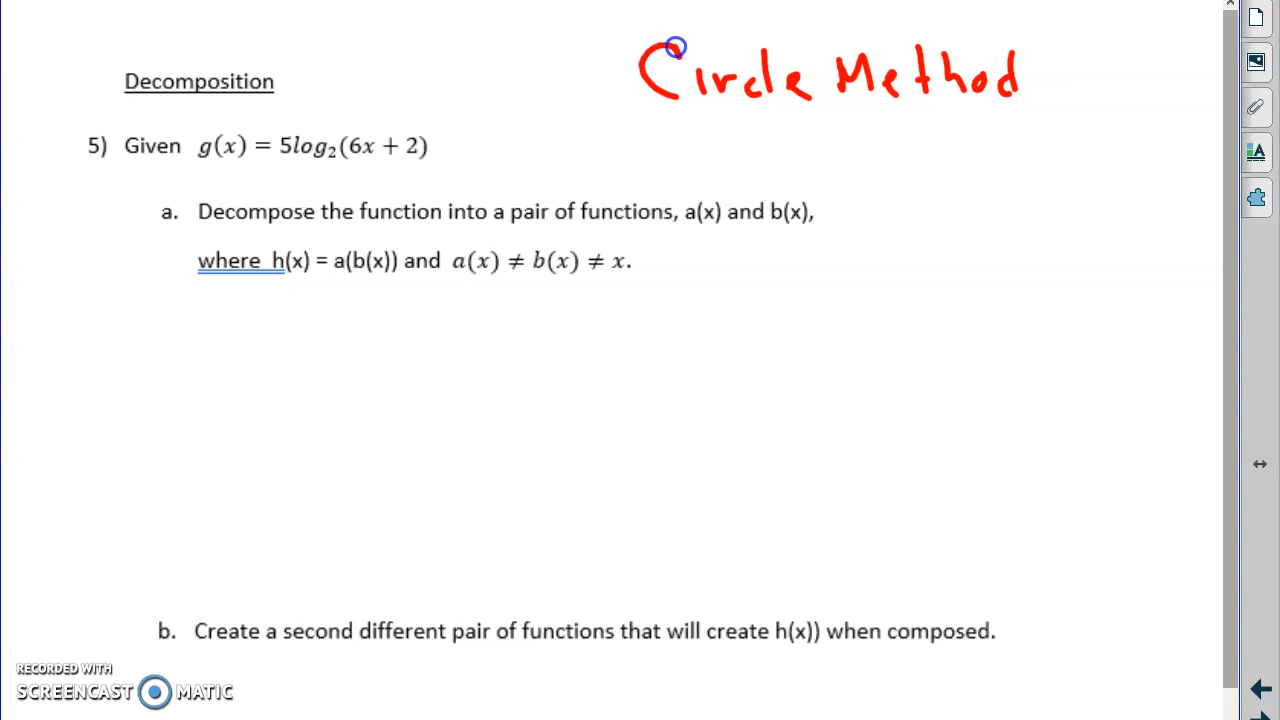 Circle Method
Decomposition
5) Given g(x) = 5log₂(6x + 2)
a. Decompose the function into a pair of functions, a(x) and b(x),
where h(x) = a(b(x)) and a(x) ≠ b(x) ≠ x.
b. Create a second different pair of functions that will create h(x)) when composed.
RECORDED WITH
SCREENCAST MATIC